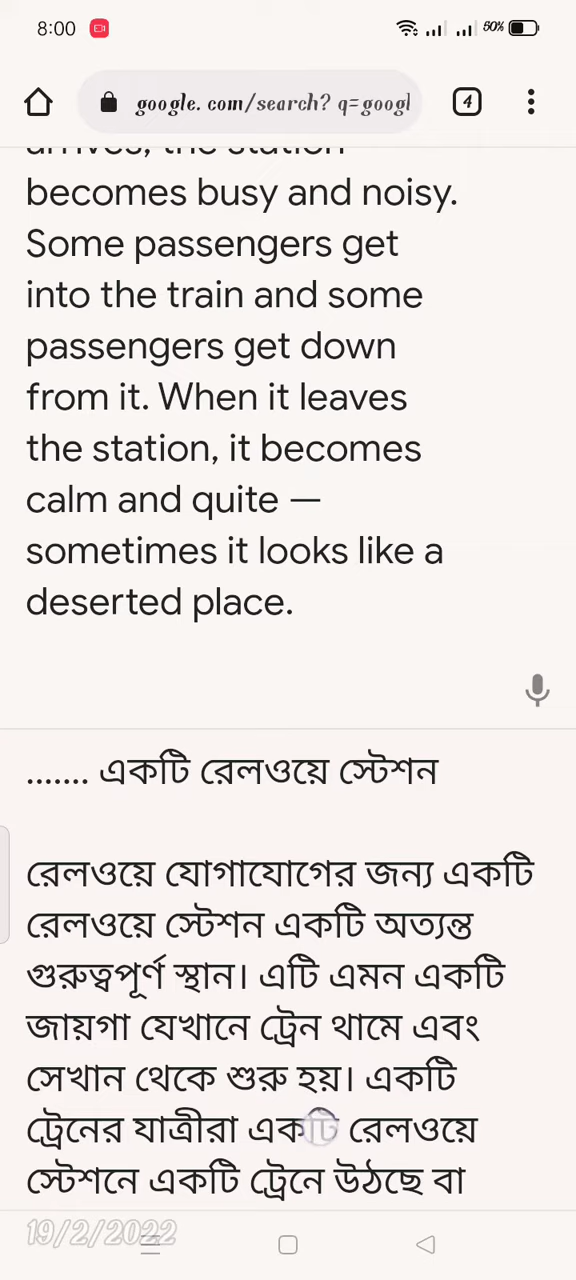 8:00
50%
google. com/search? q=googl
4
arrives, the station
becomes busy and noisy.
Some passengers get
into the train and some
passengers get down
from it. When it leaves
the station, it becomes
calm and quite —
sometimes it looks like a
deserted place.
....... একটি রেলওয়ে স্টেশন
রেলওয়ে যোগাযোগের জন্য একটি
রেলওয়ে স্টেশন একটি অত্যন্ত
গুরুত্বপূর্ণ স্থান। এটি এমন একটি
জায়গা যেখানে ট্রেন থামে এবং
সেখান থেকে শুরু হয়। একটি
ট্রেনের যাত্রীরা একটি রেলওয়ে
স্টেশনে একটি ট্রেনে উঠছে বা
19/2/2022